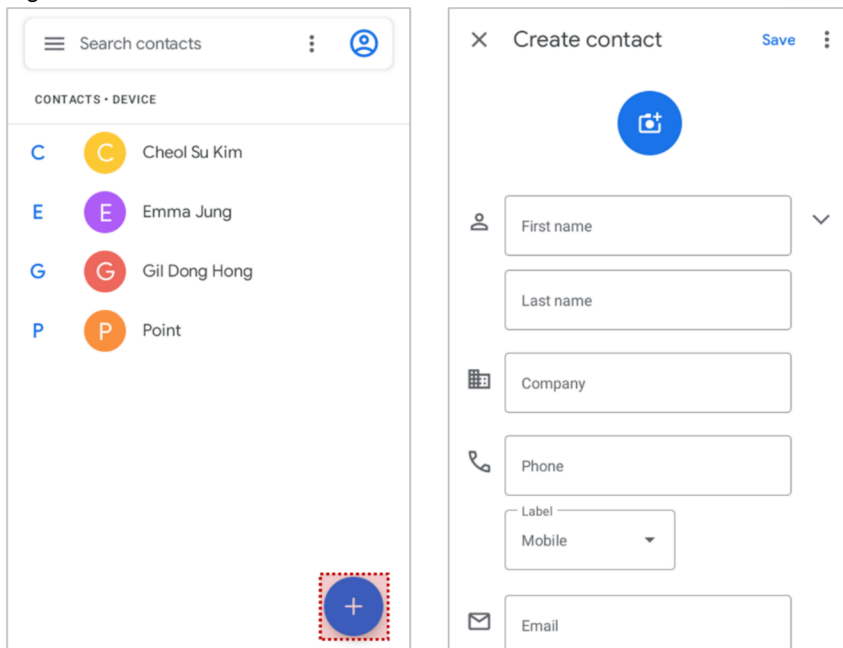 Search contacts
CONTACTS • DEVICE
C C Cheol Su Kim
E E Emma Jung
G G Gil Dong Hong
P P Point
Create contact Save
First name
Last name
Company
Phone
Label
Mobile
Email